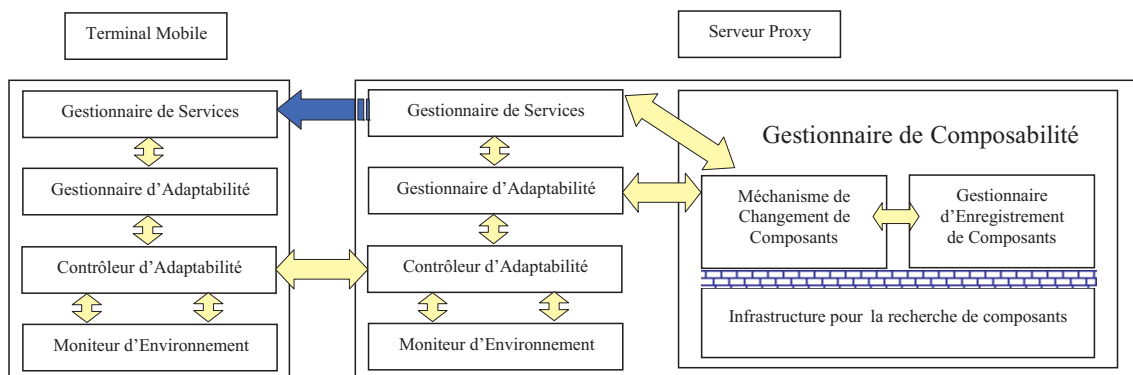 Terminal Mobile
Serveur Proxy
Gestionnaire de Services
Gestionnaire d'Adaptabilité
Contrôleur d'Adaptabilité
Moniteur d'Environnement
Gestionnaire de Services
Gestionnaire d'Adaptabilité
Contrôleur d'Adaptabilité
Moniteur d'Environnement
Gestionnaire de Composabilité
Méchanisme de
Changement de
Composants
Gestionnaire
d'Enregistrement
de Composants
Infrastructure pour la recherche de composants